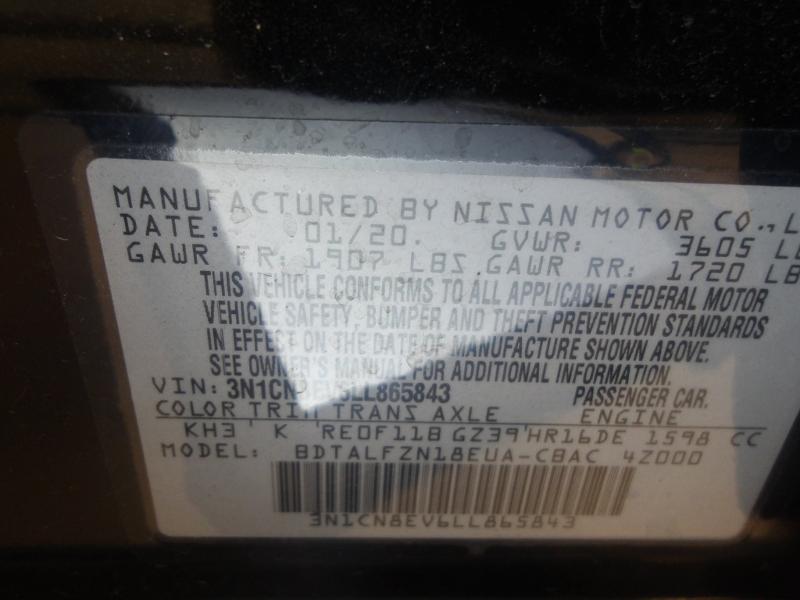 MANUFACTURED BY NISSAN MOTOR CO.,L
DATE: 01/20. GVWR: 3605 LB
GAWR FR: 1907 LBS. GAWR RR: 1720 LB
THIS VEHICLE CONFORMS TO ALL APPLICABLE FEDERAL MOTOR
VEHICLE SAFETY, BUMPER AND THEFT PREVENTION STANDARDS
IN EFFECT ON THE DATE OF MANUFACTURE SHOWN ABOVE.
SEE OWNER'S MANUAL FOR ADDITIONAL INFORMATION.
VIN: 3N1CN8EV6LL865843 PASSENGER CAR.
COLOR TRIM TRANS AXLE ENGINE
KH3 K RE0F11B GZ39 HR16DE 1598 CC
MODEL: BDTALFZN18EUA-CBAC 4Z000
3N1CN8EV6LL865843